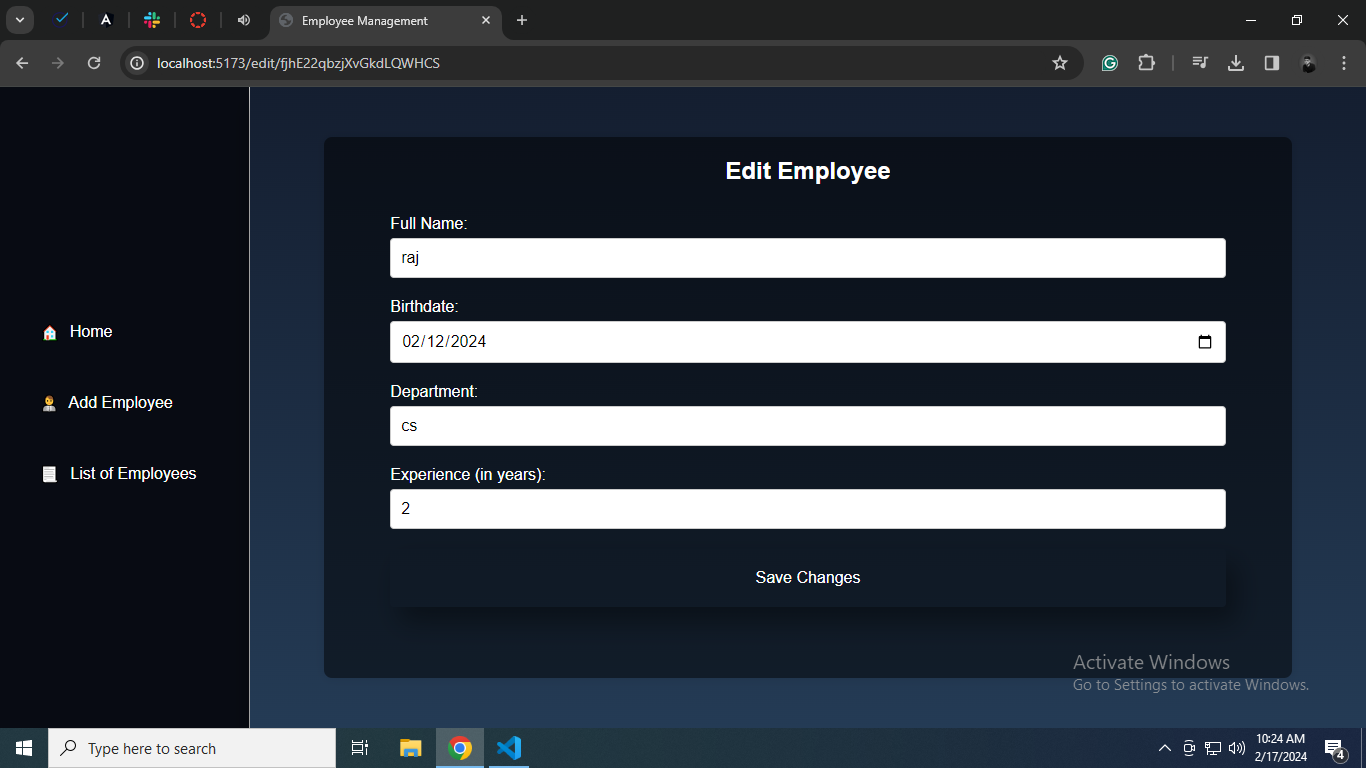 Employee Management
localhost:5173/edit/fjhE22qbzjXvGkdLQWHCS
Home
Add Employee
List of Employees
Edit Employee
Full Name:
raj
Birthdate:
02/12/2024
Department:
cs
Experience (in years):
2
Save Changes
Activate Windows
Go to Settings to activate Windows.
Type here to search
10:24 AM
2/17/2024
4